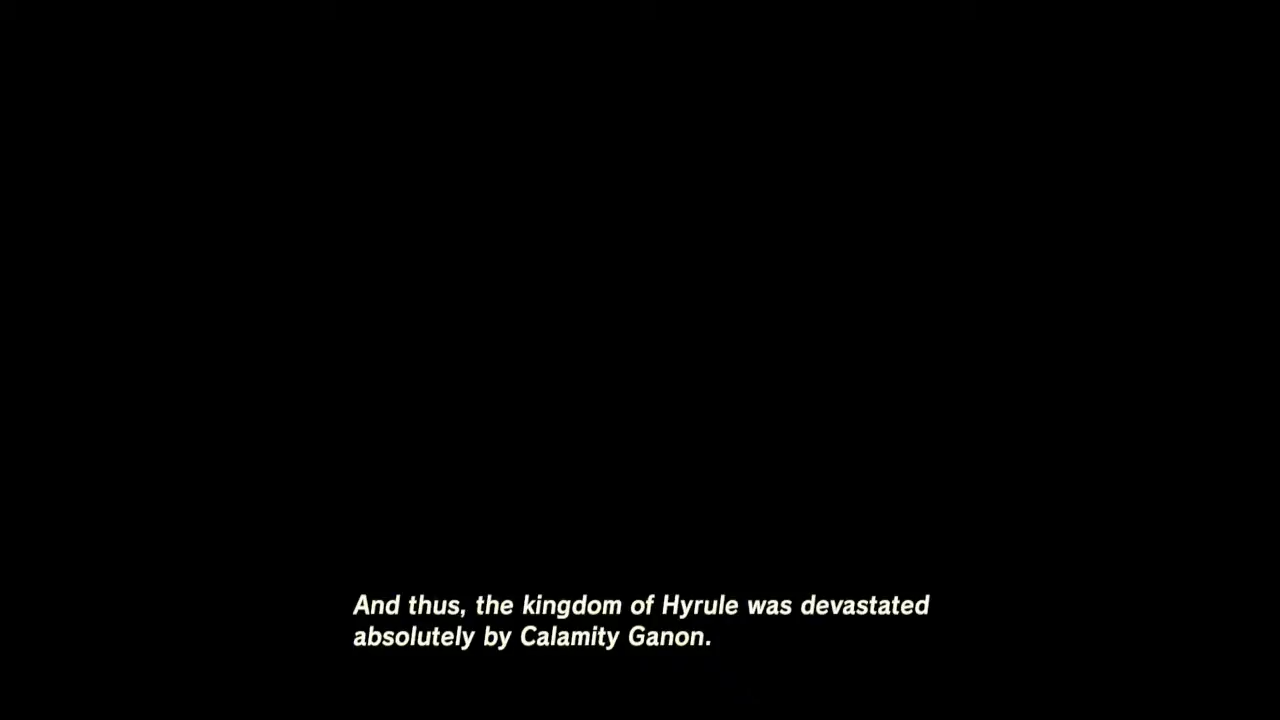 And thus, the kingdom of Hyrule was devastated
absolutely by Calamity Ganon.